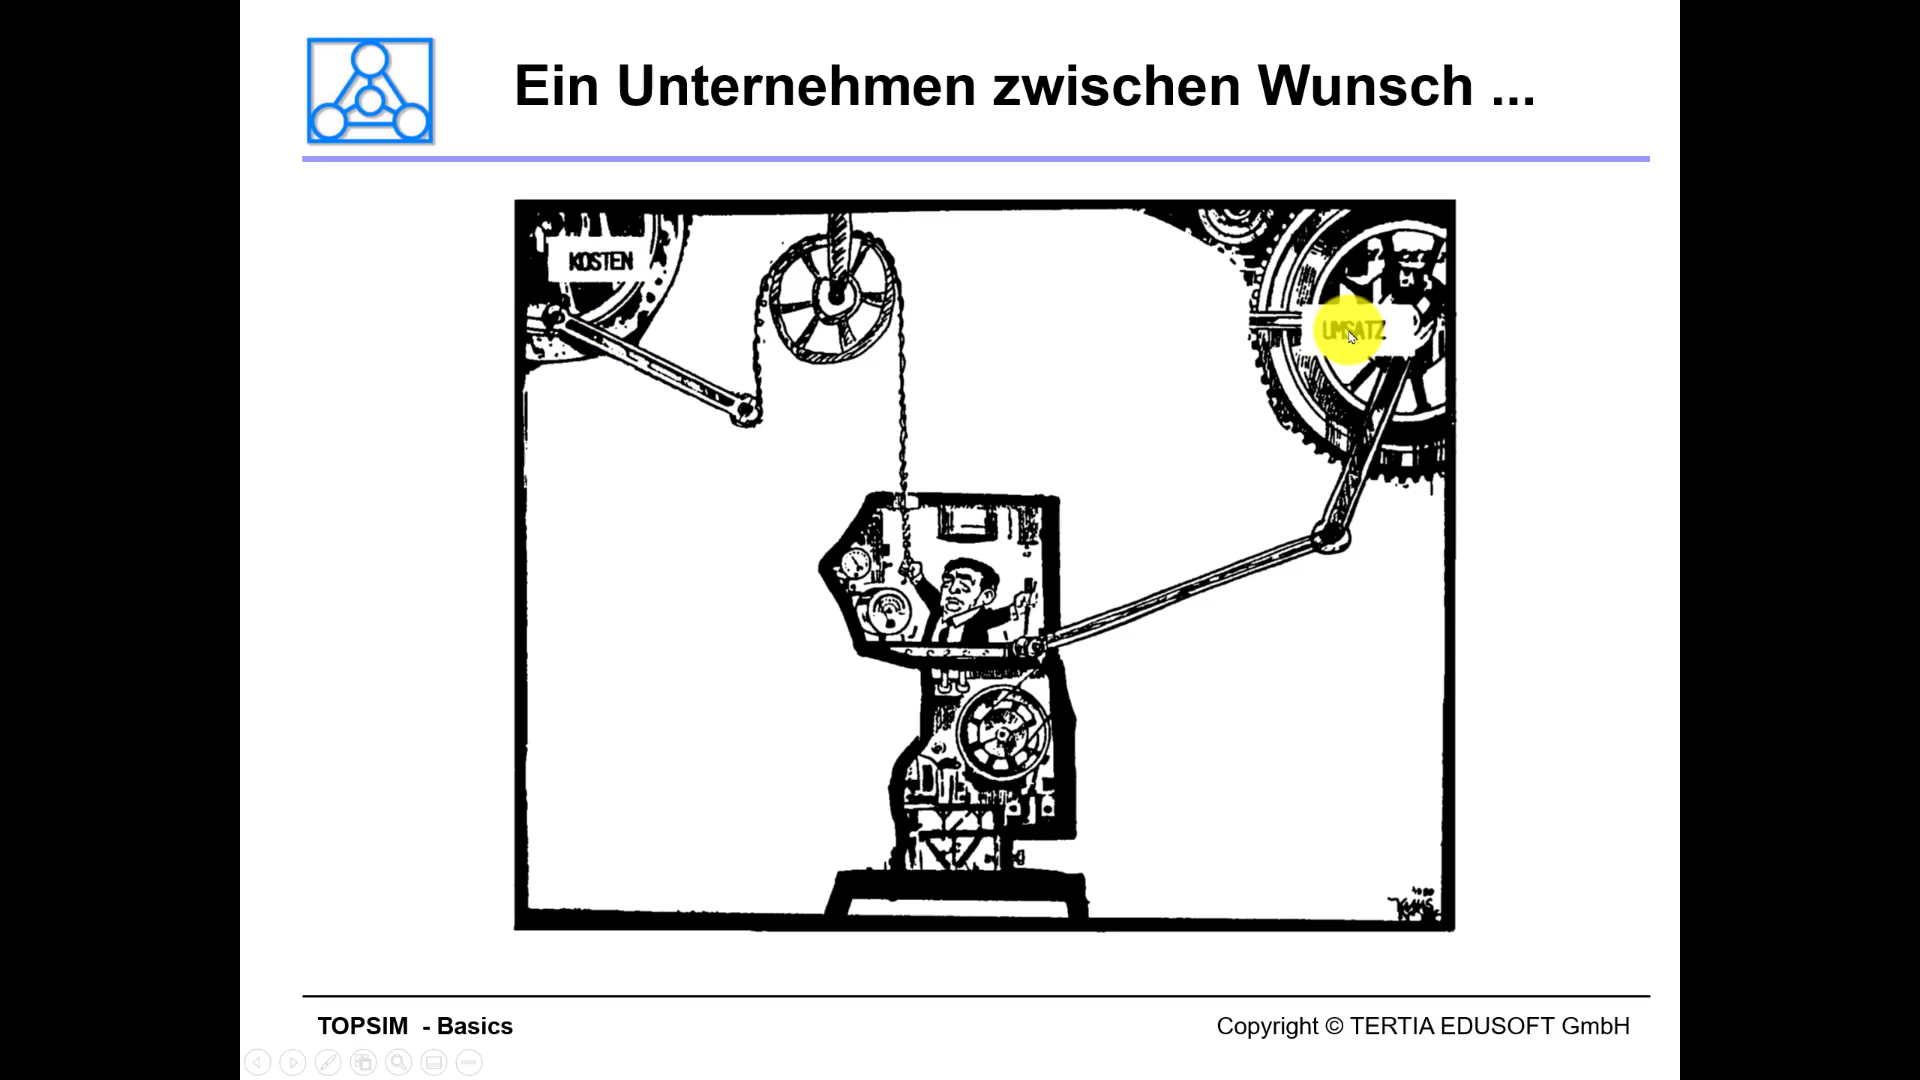 Ein Unternehmen zwischen Wunsch ...
KOSTEN
UMSATZ
TOPSIM - Basics
Copyright © TERTIA EDUSOFT GmbH